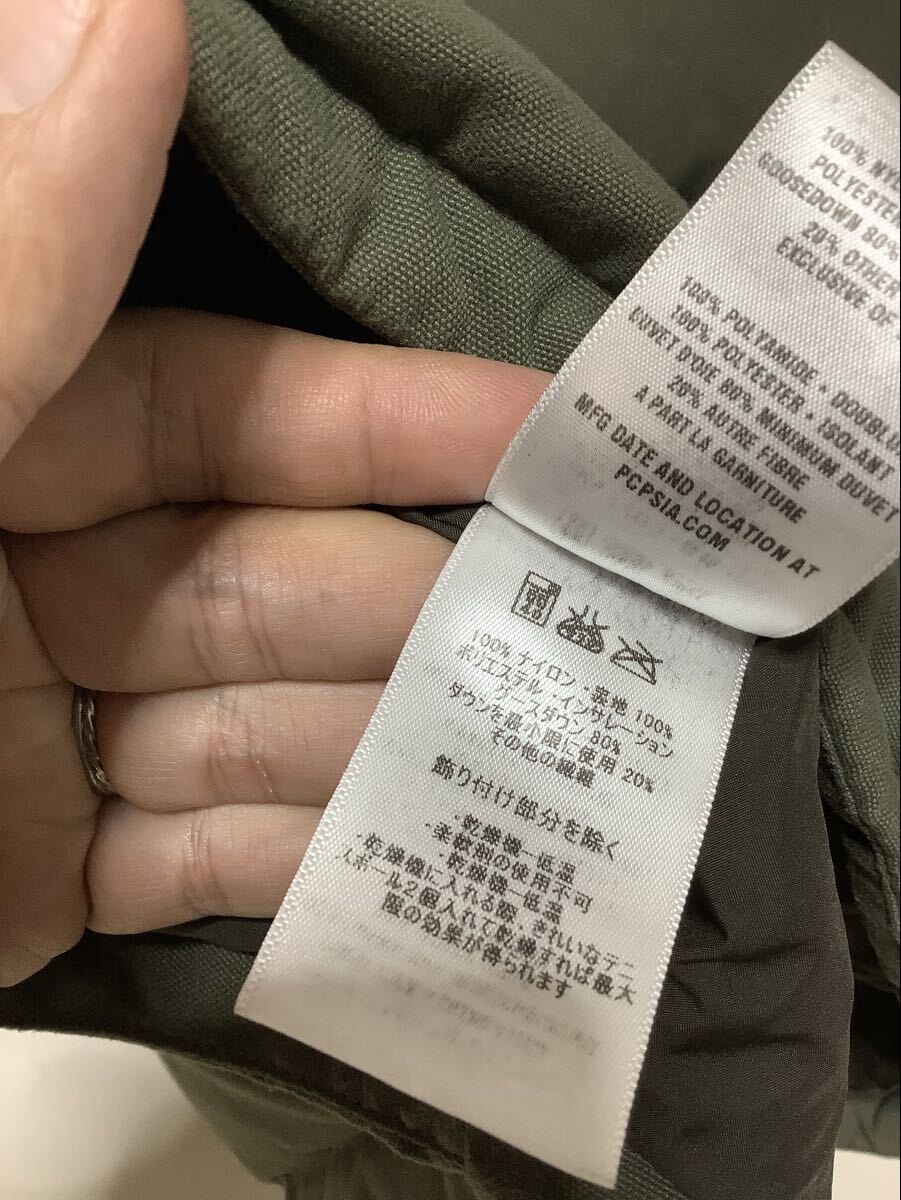 100% NYL
POLYESTER
GOOSEDOWN 80%
20% OTHER
EXCLUSIVE OF
100% POLYAMIDE • DOUBLU
100% POLYESTER • ISOLANT
DUVET D'OIE 80% MINIMUM DUVET
20% AUTRE FIBRE
A PART LA GARNITURE
MFG DATE AND LOCATION AT
PCPSIA.COM
100% ナイロン・表地 100%
ポリエステル・インサレーション
グースダウン 80%
ダウンを最小限に使用 20%
その他の繊維
飾り付け部分を除く
・乾燥機―低温
・柔軟剤の使用不可
・乾燥機―低温
・乾燥機に入れる際、きれいなテニ
スボール2個入れて乾燥すれば最大
限の効果が得られます